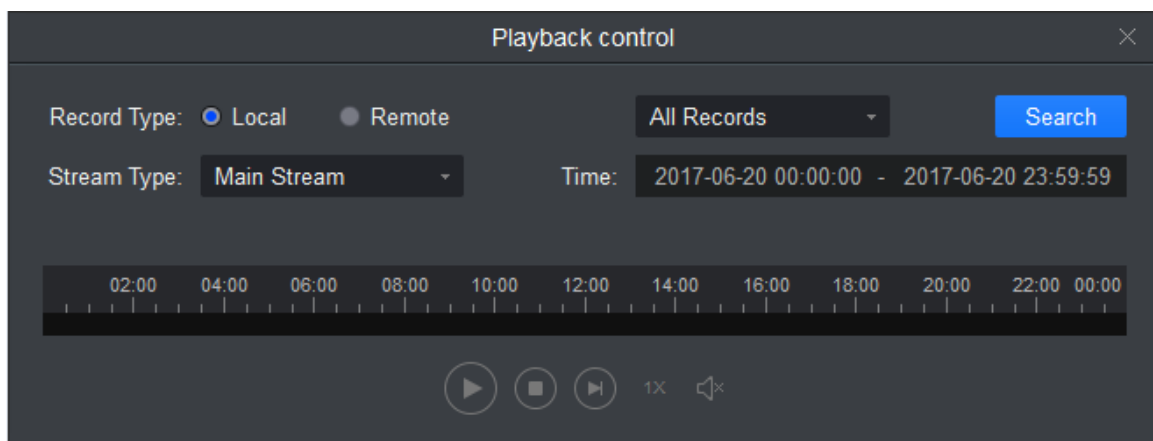 Playback control
Record Type: Local Remote All Records Search
Stream Type: Main Stream Time: 2017-06-20 00:00:00 - 2017-06-20 23:59:59
02:00 04:00 06:00 08:00 10:00 12:00 14:00 16:00 18:00 20:00 22:00 00:00
1X